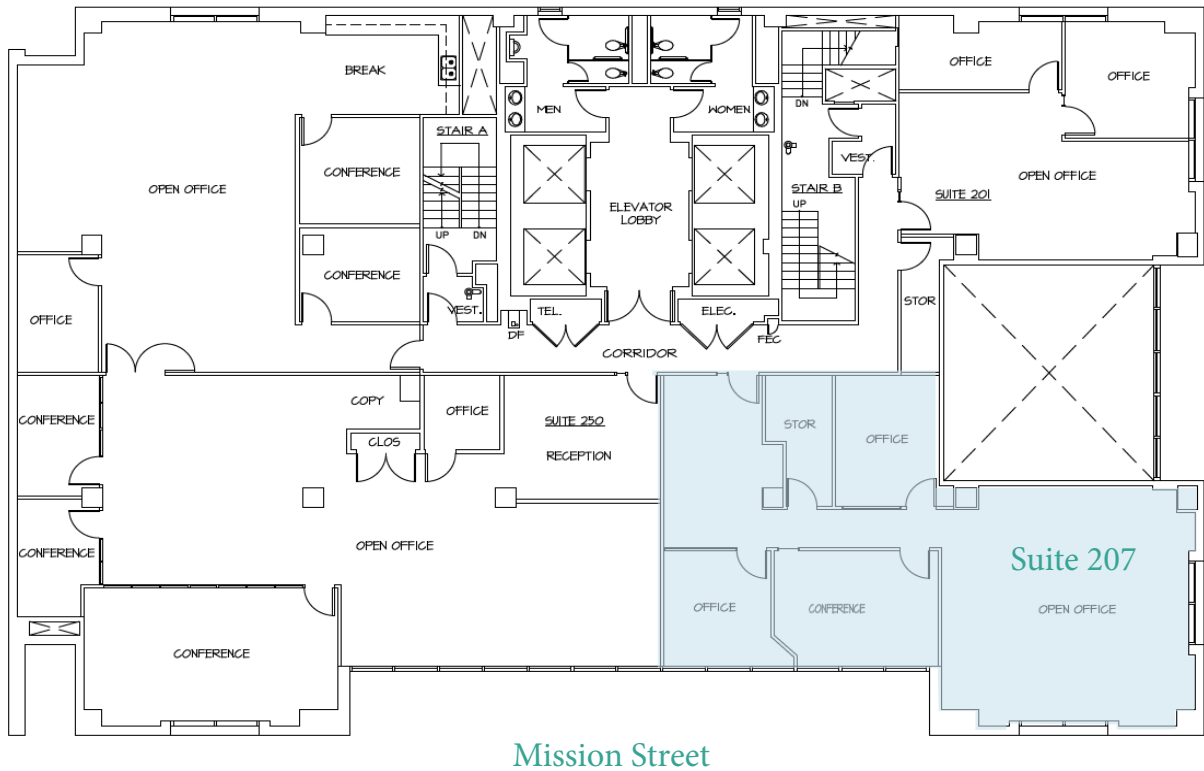 OFFICE
OFFICE
BREAK
DN
MEN
WOMEN
STAIR A
VEST.
CONFERENCE
OPEN OFFICE
OPEN OFFICE
STAIR B
SUITE 201
ELEVATOR
LOBBY
UP
UP
DN
CONFERENCE
STOR
VEST.
TEL.
ELEC.
OFFICE
DF
FEC
CORRIDOR
COPY
OFFICE
CONFERENCE
SUITE 250
STOR
CLOS
OFFICE
RECEPTION
OPEN OFFICE
CONFERENCE
Suite 207
OFFICE
CONFERENCE
OPEN OFFICE
CONFERENCE
Mission Street